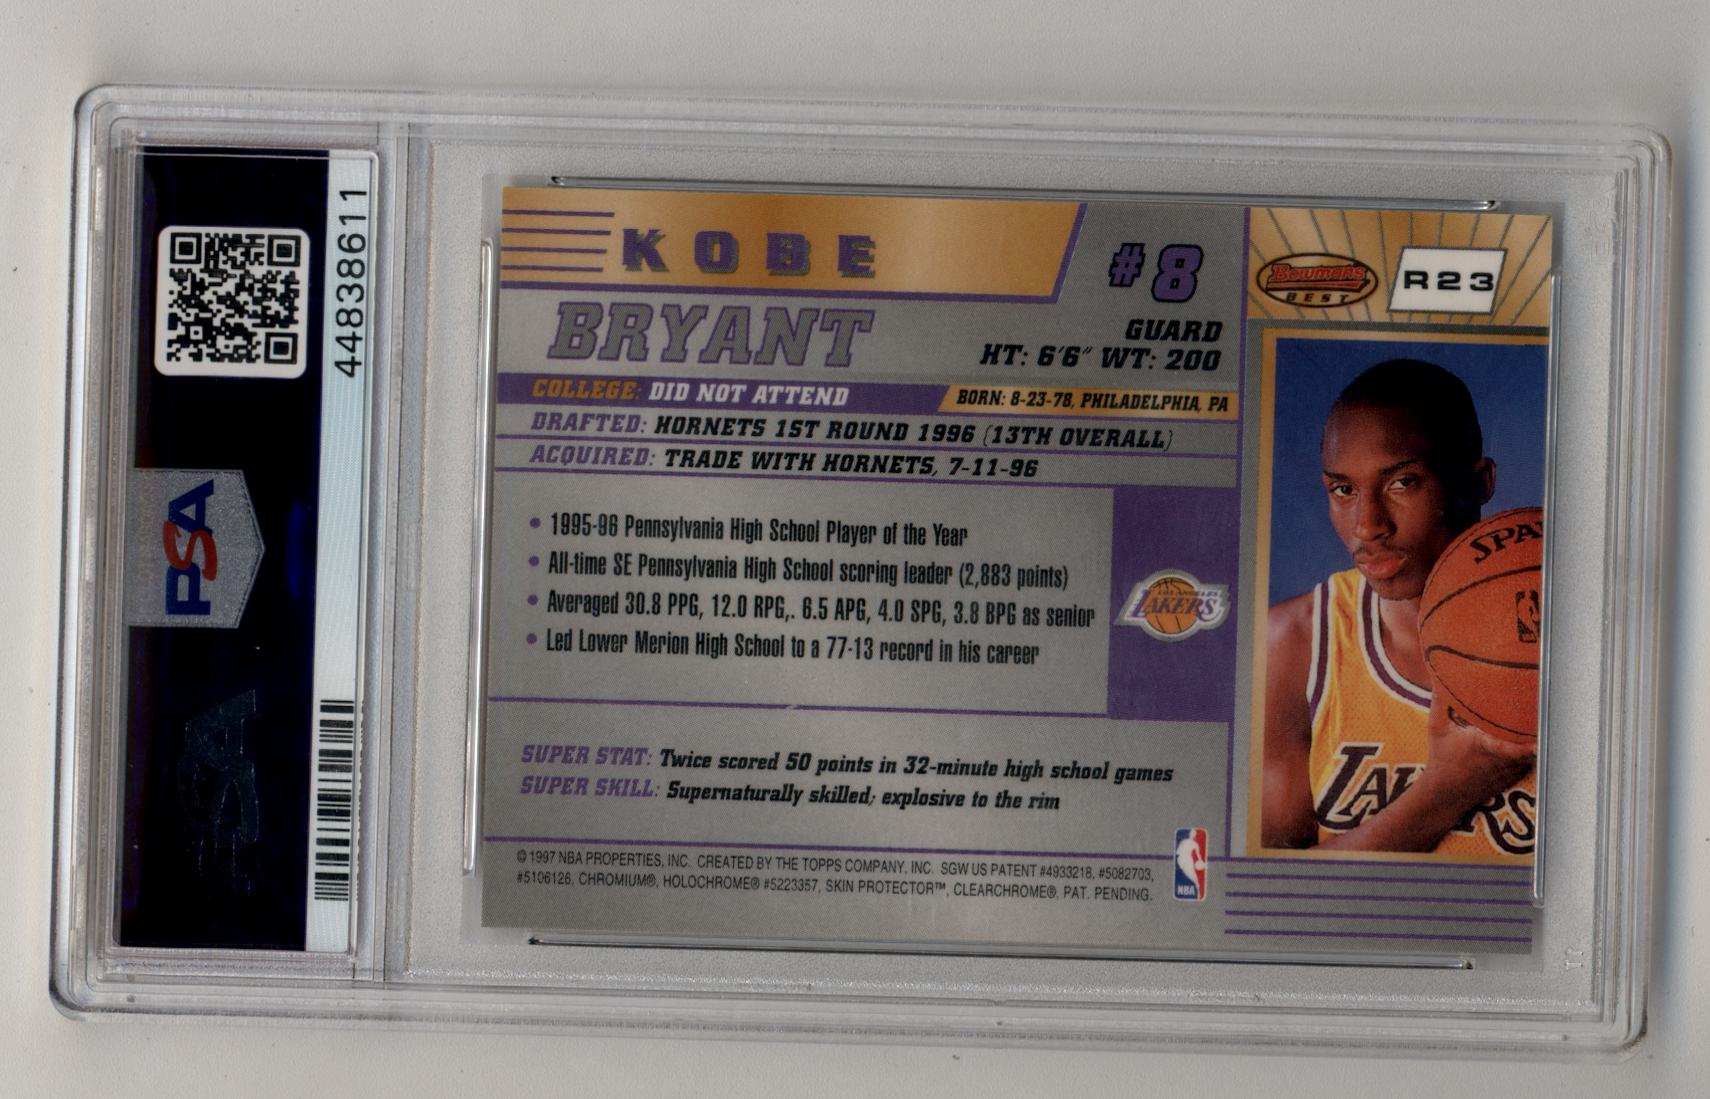 44838611
PSA
KOBE
BRYANT
#8
GUARD
HT: 6'6" WT: 200
Bowman's
BEST
R23
COLLEGE: DID NOT ATTEND
BORN: 8-23-78, PHILADELPHIA, PA
DRAFTED: HORNETS 1ST ROUND 1996 (13TH OVERALL)
ACQUIRED: TRADE WITH HORNETS, 7-11-96
• 1995-96 Pennsylvania High School Player of the Year
• All-time SE Pennsylvania High School scoring leader (2,883 points)
• Averaged 30.8 PPG, 12.0 RPG,. 6.5 APG, 4.0 SPG, 3.8 BPG as senior
• Led Lower Merion High School to a 77-13 record in his career
LOS ANGELES
LAKERS
SUPER STAT: Twice scored 50 points in 32-minute high school games
SUPER SKILL: Supernaturally skilled; explosive to the rim
© 1997 NBA PROPERTIES, INC. CREATED BY THE TOPPS COMPANY, INC. SGW US PATENT #4933218, #5082703,
#5106126, CHROMIUM®, HOLOCHROME® #5223357, SKIN PROTECTOR™, CLEARCHROME®, PAT. PENDING.
NBA
SPA
LAKERS
PSA